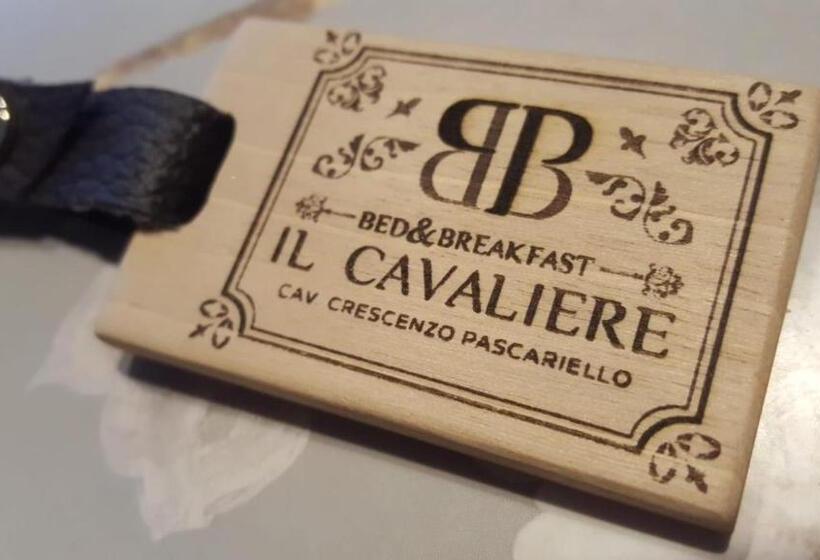 BB
BED&BREAKFAST
IL CAVALIERE
CAV CRESCENZO PASCARIELLO